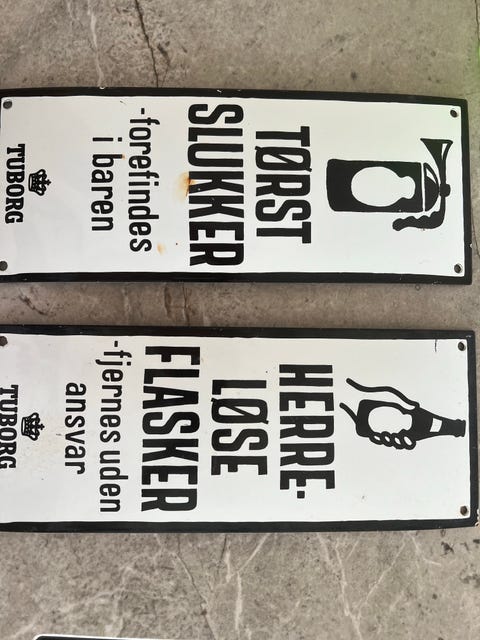 TØRST
SLUKKER
-forefindes
i baren
TUBORG
HERRE-
LØSE
FLASKER
-fjernes uden
ansvar
TUBORG